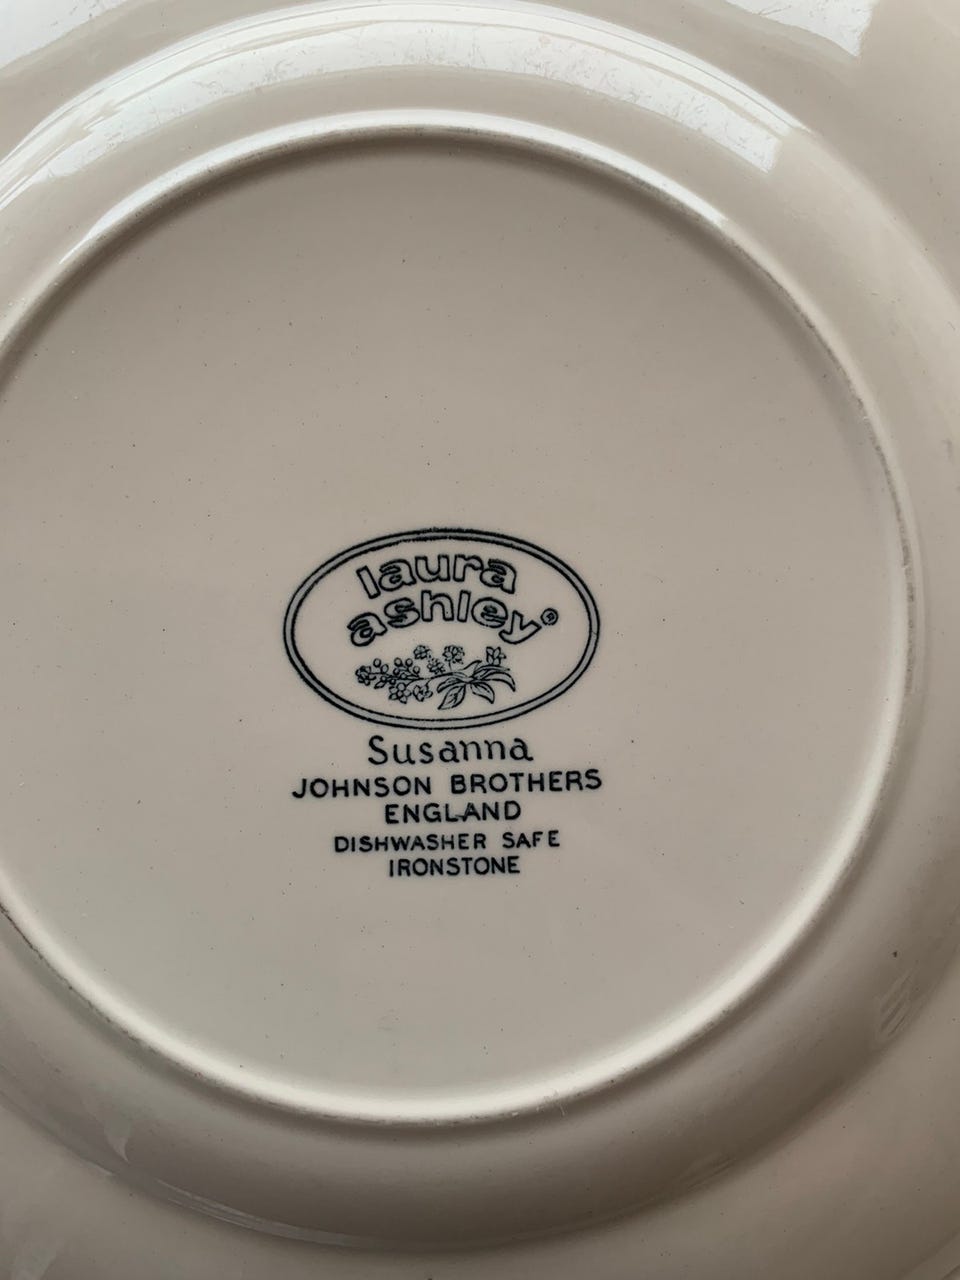 laura
ashley®
Susanna
JOHNSON BROTHERS
ENGLAND
DISHWASHER SAFE
IRONSTONE